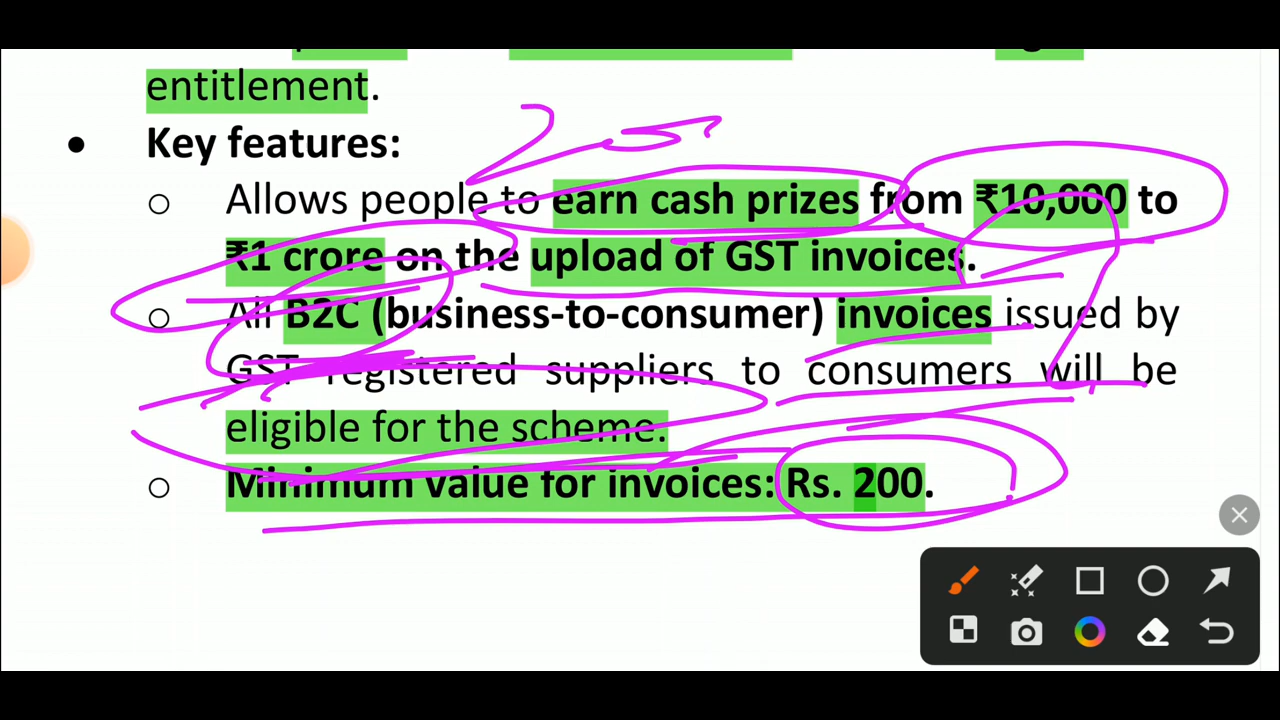 entitlement.
• Key features:
○ Allows people to earn cash prizes from ₹10,000 to
₹1 crore on the upload of GST invoices.
○ All B2C (business-to-consumer) invoices issued by
GST registered suppliers to consumers will be
eligible for the scheme.
○ Minimum value for invoices: Rs. 200.